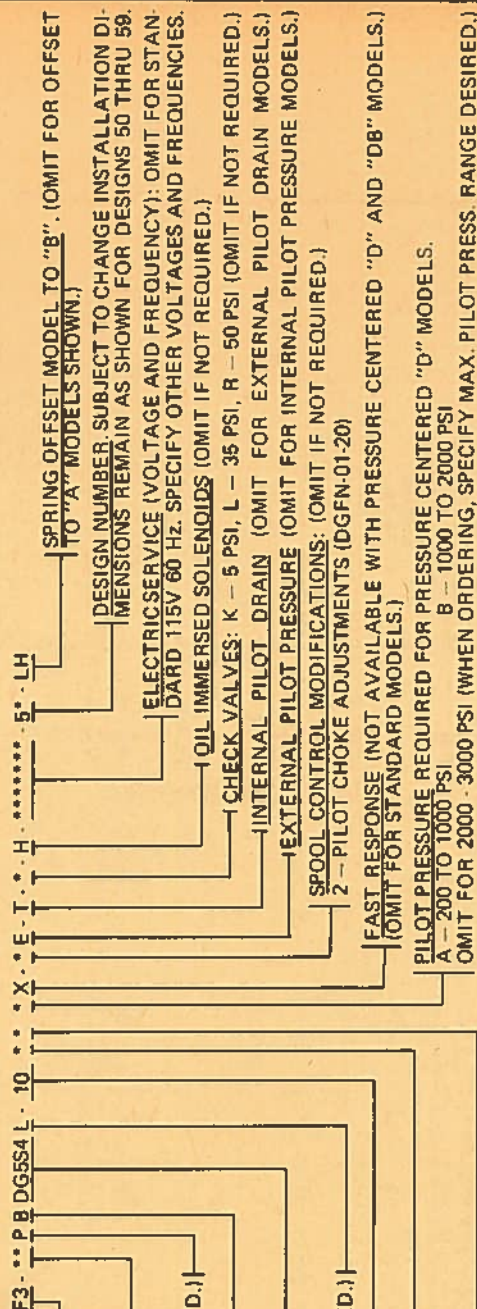 F3 - ** P B DG5S4 L - 10 * * * X - * E - T - * - H - ******* - 5* - LH
SPRING OFFSET MODEL TO "B". (OMIT FOR OFFSET
TO "A" MODELS SHOWN.)
DESIGN NUMBER. SUBJECT TO CHANGE INSTALLATION DI-
MENSIONS REMAIN AS SHOWN FOR DESIGNS 50 THRU 59.
ELECTRIC SERVICE (VOLTAGE AND FREQUENCY): OMIT FOR STAN-
DARD 115V 60 Hz. SPECIFY OTHER VOLTAGES AND FREQUENCIES.
OIL IMMERSED SOLENOIDS (OMIT IF NOT REQUIRED.)
CHECK VALVES: K – 5 PSI, L – 35 PSI, R – 50 PSI (OMIT IF NOT REQUIRED.)
INTERNAL PILOT DRAIN (OMIT FOR EXTERNAL PILOT DRAIN MODELS.)
EXTERNAL PILOT PRESSURE (OMIT FOR INTERNAL PILOT PRESSURE MODELS.)
SPOOL CONTROL MODIFICATIONS: (OMIT IF NOT REQUIRED.)
2 – PILOT CHOKE ADJUSTMENTS (DGFN-01-20)
FAST RESPONSE (NOT AVAILABLE WITH PRESSURE CENTERED "D" AND "DB" MODELS.)
(OMIT FOR STANDARD MODELS.)
PILOT PRESSURE REQUIRED FOR PRESSURE CENTERED "D" MODELS.
A – 200 TO 1000 PSI B – 1000 TO 2000 PSI
OMIT FOR 2000 - 3000 PSI (WHEN ORDERING, SPECIFY MAX. PILOT PRESS. RANGE DESIRED.)
D.)
D.)